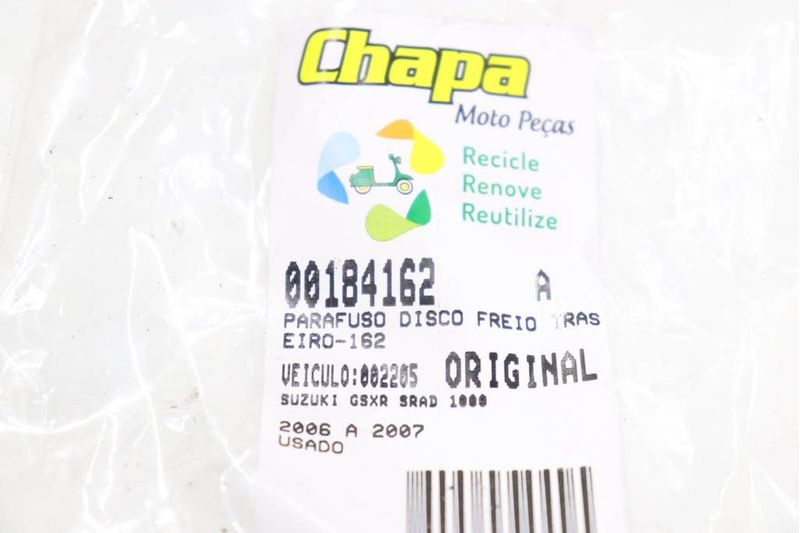 Chapa
Moto Peças
Recicle
Renove
Reutilize
00184162 A
PARAFUSO DISCO FREIO TRAS
EIRO-162
VEICULO:002205 ORIGINAL
SUZUKI GSXR SRAD 1000
2006 A 2007
USADO